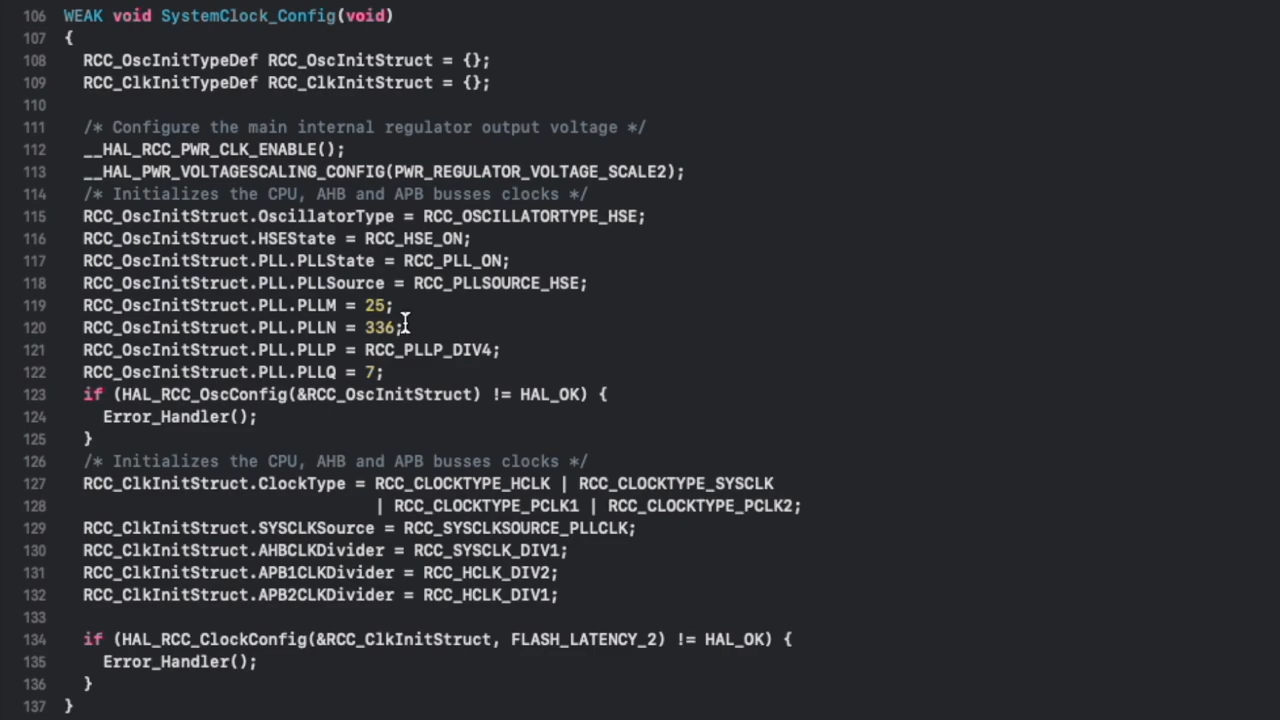 106 WEAK void SystemClock_Config(void)
107 {
108   RCC_OscInitTypeDef RCC_OscInitStruct = {};
109   RCC_ClkInitTypeDef RCC_ClkInitStruct = {};
110
111   /* Configure the main internal regulator output voltage */
112   __HAL_RCC_PWR_CLK_ENABLE();
113   __HAL_PWR_VOLTAGESCALING_CONFIG(PWR_REGULATOR_VOLTAGE_SCALE2);
114   /* Initializes the CPU, AHB and APB busses clocks */
115   RCC_OscInitStruct.OscillatorType = RCC_OSCILLATORTYPE_HSE;
116   RCC_OscInitStruct.HSEState = RCC_HSE_ON;
117   RCC_OscInitStruct.PLL.PLLState = RCC_PLL_ON;
118   RCC_OscInitStruct.PLL.PLLSource = RCC_PLLSOURCE_HSE;
119   RCC_OscInitStruct.PLL.PLLM = 25;
120   RCC_OscInitStruct.PLL.PLLN = 336;
121   RCC_OscInitStruct.PLL.PLLP = RCC_PLLP_DIV4;
122   RCC_OscInitStruct.PLL.PLLQ = 7;
123   if (HAL_RCC_OscConfig(&RCC_OscInitStruct) != HAL_OK) {
124     Error_Handler();
125   }
126   /* Initializes the CPU, AHB and APB busses clocks */
127   RCC_ClkInitStruct.ClockType = RCC_CLOCKTYPE_HCLK | RCC_CLOCKTYPE_SYSCLK
128                                 | RCC_CLOCKTYPE_PCLK1 | RCC_CLOCKTYPE_PCLK2;
129   RCC_ClkInitStruct.SYSCLKSource = RCC_SYSCLKSOURCE_PLLCLK;
130   RCC_ClkInitStruct.AHBCLKDivider = RCC_SYSCLK_DIV1;
131   RCC_ClkInitStruct.APB1CLKDivider = RCC_HCLK_DIV2;
132   RCC_ClkInitStruct.APB2CLKDivider = RCC_HCLK_DIV1;
133
134   if (HAL_RCC_ClockConfig(&RCC_ClkInitStruct, FLASH_LATENCY_2) != HAL_OK) {
135     Error_Handler();
136   }
137 }